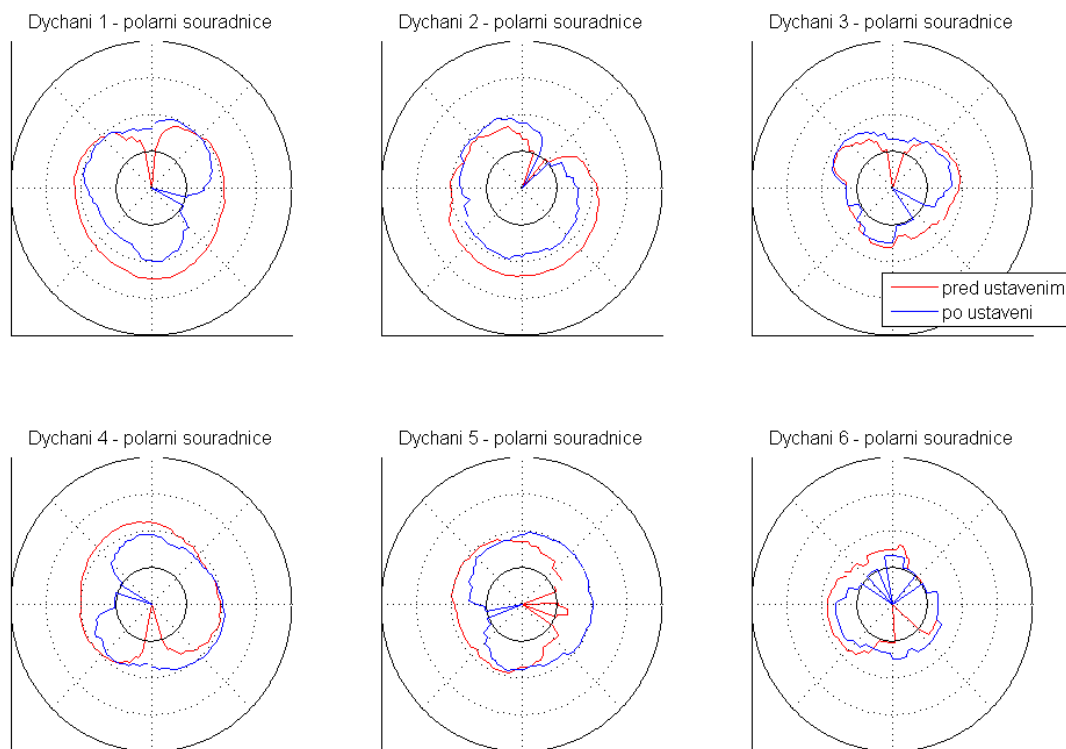 Dychani 1 - polarni souradnice
Dychani 2 - polarni souradnice
Dychani 3 - polarni souradnice
pred ustavenim
po ustaveni
Dychani 4 - polarni souradnice
Dychani 5 - polarni souradnice
Dychani 6 - polarni souradnice